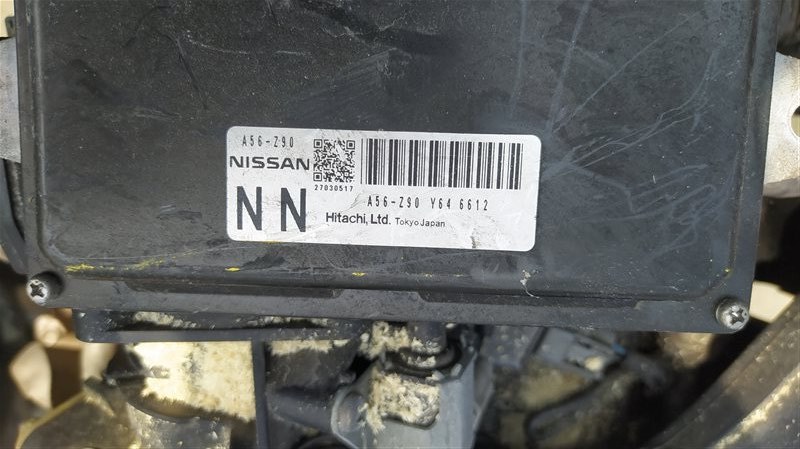 A56-Z90
NISSAN
27030517
A56-Z90 Y64 6612
NN
Hitachi, Ltd. Tokyo Japan